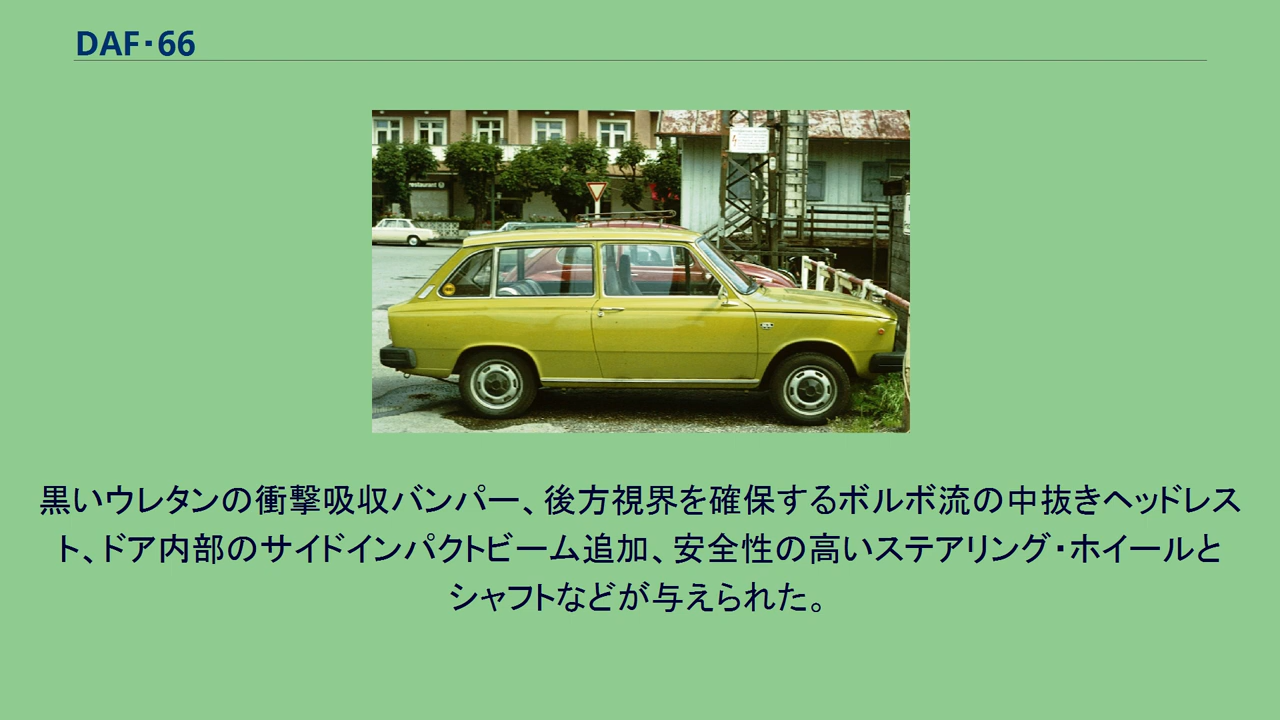 DAF・66
restaurant
黒いウレタンの衝撃吸収バンパー、後方視界を確保するボルボ流の中抜きヘッドレス
ト、ドア内部のサイドインパクトビーム追加、安全性の高いステアリング・ホイールと
シャフトなどが与えられた。